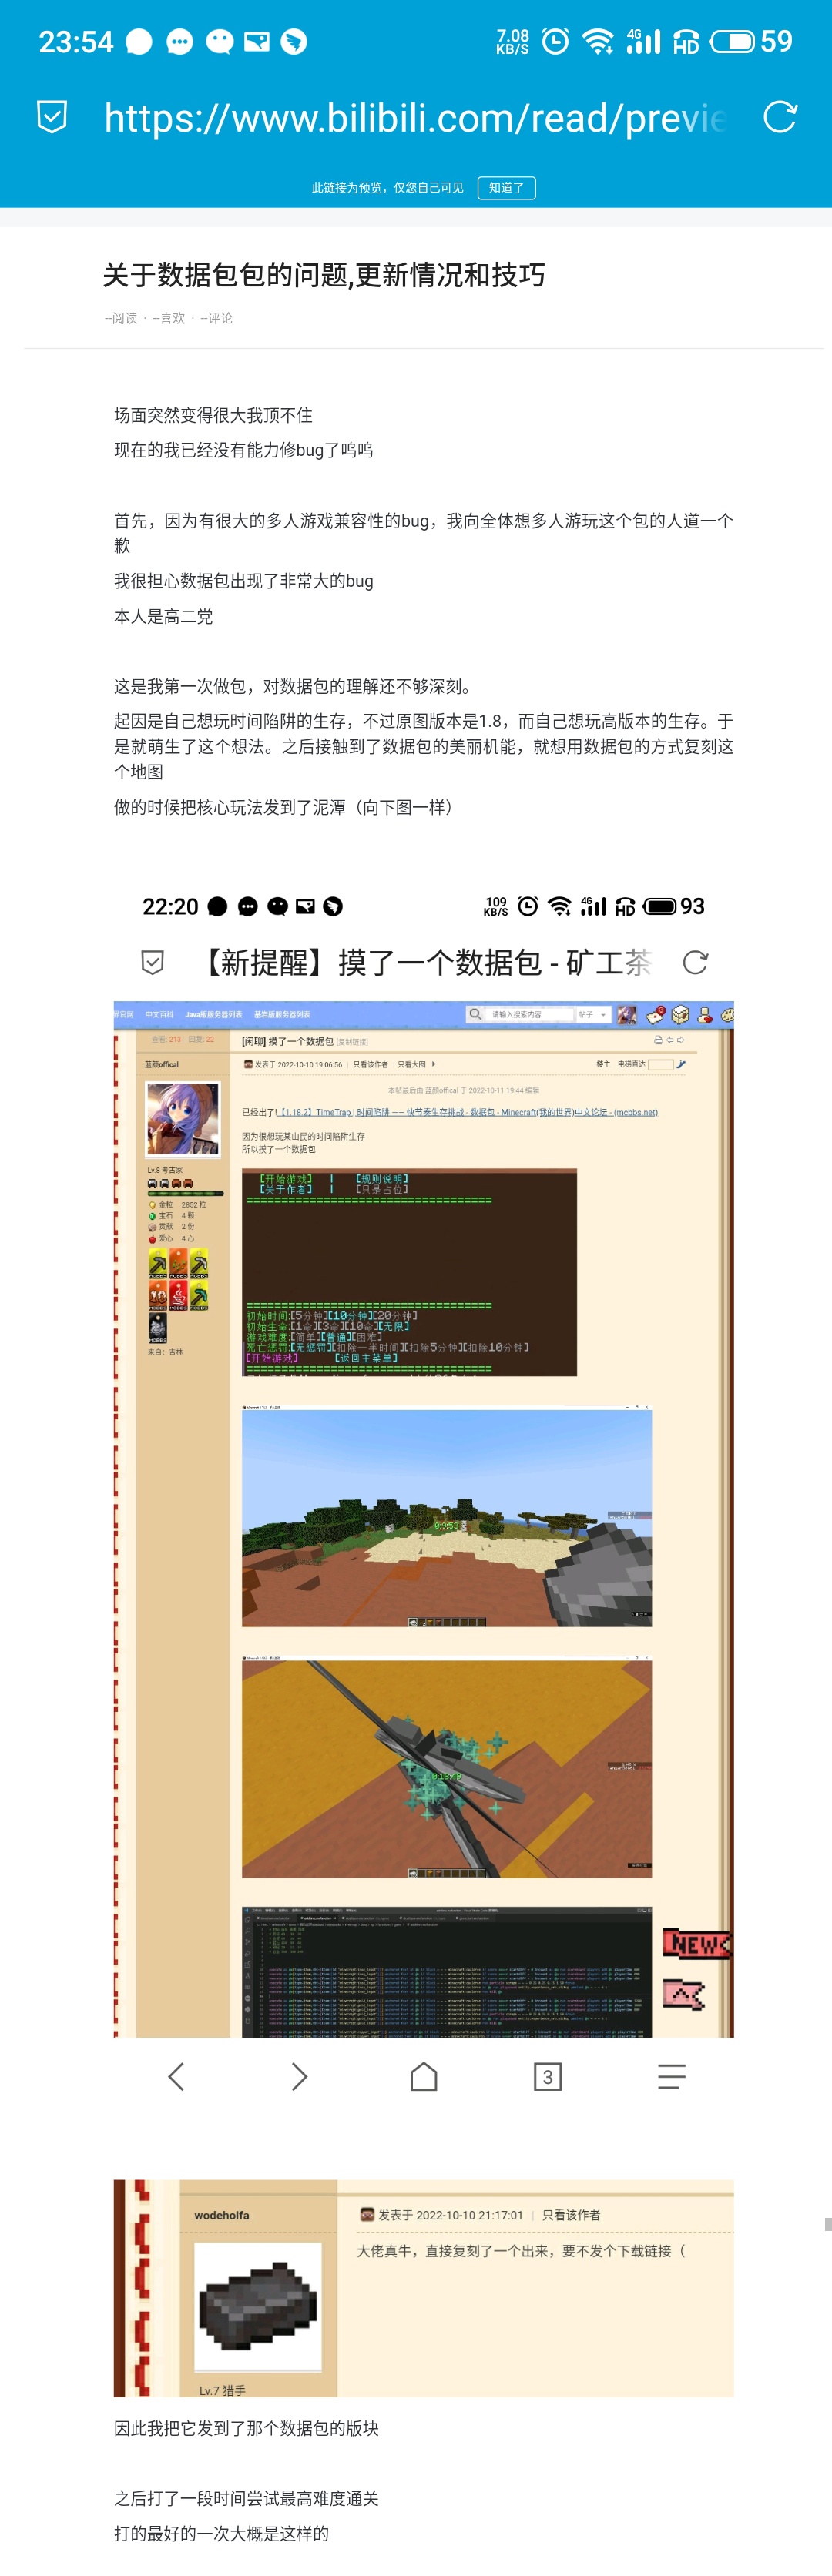 23:54
7.08
KB/S
4G
HD
59
https://www.bilibili.com/read/previe
此链接为预览，仅您自己可见 知道了
关于数据包包的问题,更新情况和技巧
--阅读 · --喜欢 · --评论
场面突然变得很大我顶不住
现在的我已经没有能力修bug了呜呜
首先，因为有很大的多人游戏兼容性的bug，我向全体想多人游玩这个包的人道一个
歉
我很担心数据包出现了非常大的bug
本人是高二党
这是我第一次做包，对数据包的理解还不够深刻。
起因是自己想玩时间陷阱的生存，不过原图版本是1.8，而自己想玩高版本的生存。于
是就萌生了这个想法。之后接触到了数据包的美丽机能，就想用数据包的方式复刻这
个地图
做的时候把核心玩法发到了泥潭（向下图一样）
22:20
109
KB/S
4G
HD
93
【新提醒】摸了一个数据包 - 矿工茶
界官网 中文百科 Java版服务器列表 基岩版服务器列表
请输入搜索内容 帖子
查看: 213 回复: 22
[闲聊] 摸了一个数据包 [复制链接]
蓝颜offical
发表于 2022-10-10 19:06:56 | 只看该作者 | 只看大图
楼主 电梯直达
本帖最后由 蓝颜offical 于 2022-10-11 19:44 编辑
已经出了!【1.18.2】TimeTrap | 时间陷阱 —— 快节奏生存挑战 - 数据包 - Minecraft(我的世界)中文论坛 - (mcbbs.net)
因为很想玩某山民的时间陷阱生存
所以摸了一个数据包
Lv.8 考古家
金粒 2852 粒
宝石 4 颗
贡献 2 份
爱心 4 心
来自：吉林
[开始游戏] | [规则说明]
[关于作者] | [只是占位]
初始时间:[5分钟][10分钟][20分钟]
初始生命:[1命][3命][10命][无限]
游戏难度:[简单][普通][困难]
死亡惩罚:[无惩罚][扣除一半时间][扣除5分钟][扣除10分钟]
[开始游戏] [返回主菜单]
NEW
3
wodehoifa
发表于 2022-10-10 21:17:01 | 只看该作者
大佬真牛，直接复刻了一个出来，要不发个下载链接（
Lv.7 猎手
因此我把它发到了那个数据包的版块
之后打了一段时间尝试最高难度通关
打的最好的一次大概是这样的